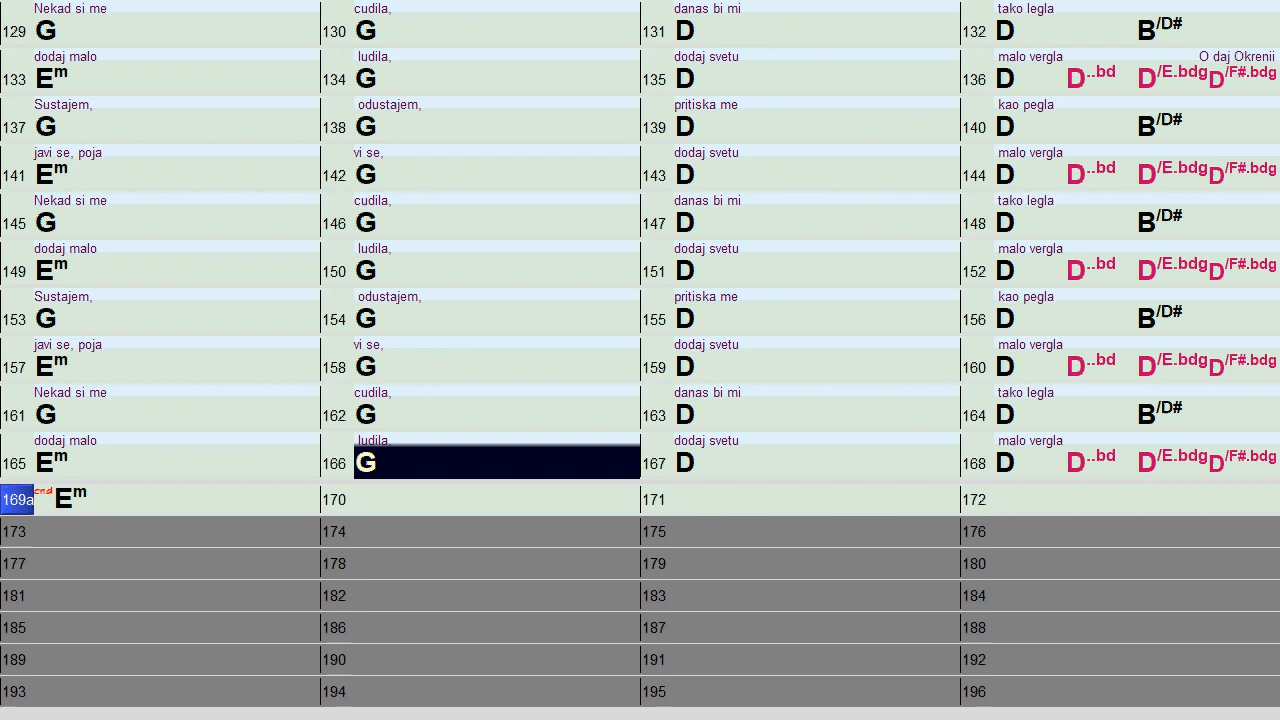 Nekad si me cudila, danas bi mi tako legla
129 G 130 G 131 D 132 D B/D#
dodaj malo ludila, dodaj svetu malo vergla O daj Okrenii
133 Em 134 G 135 D 136 D D..bd D/E.bdg D/F#.bdg
Sustajem, odustajem, pritiska me kao pegla
137 G 138 G 139 D 140 D B/D#
javi se, poja vi se, dodaj svetu malo vergla
141 Em 142 G 143 D 144 D D..bd D/E.bdg D/F#.bdg
Nekad si me cudila, danas bi mi tako legla
145 G 146 G 147 D 148 D B/D#
dodaj malo ludila, dodaj svetu malo vergla
149 Em 150 G 151 D 152 D D..bd D/E.bdg D/F#.bdg
Sustajem, odustajem, pritiska me kao pegla
153 G 154 G 155 D 156 D B/D#
javi se, poja vi se, dodaj svetu malo vergla
157 Em 158 G 159 D 160 D D..bd D/E.bdg D/F#.bdg
Nekad si me cudila, danas bi mi tako legla
161 G 162 G 163 D 164 D B/D#
dodaj malo ludila, dodaj svetu malo vergla
165 Em 166 G 167 D 168 D D..bd D/E.bdg D/F#.bdg
169a end Em 170 171 172
173 174 175 176
177 178 179 180
181 182 183 184
185 186 187 188
189 190 191 192
193 194 195 196